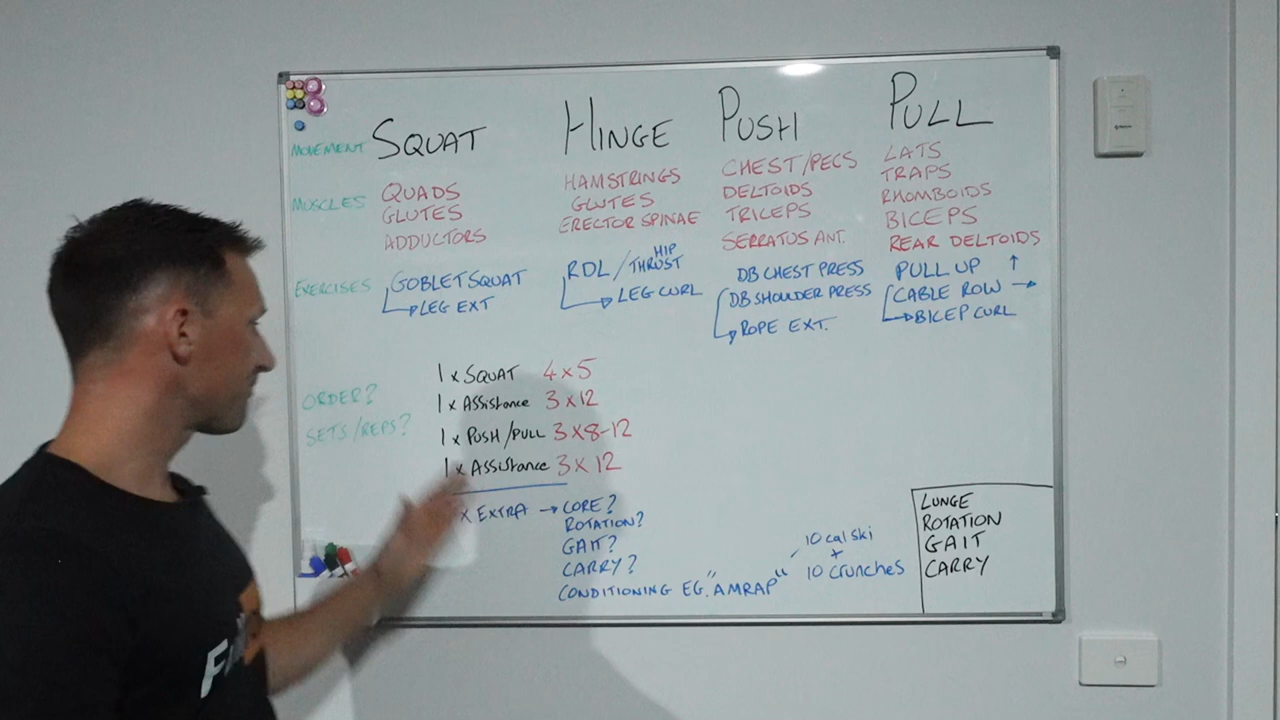 MOVEMENT SQUAT HINGE PUSH PULL
MUSCLES
QUADS
GLUTES
ADDUCTORS
HAMSTRINGS
GLUTES
ERECTOR SPINAE
CHEST/PECS
DELTOIDS
TRICEPS
SERRATUS ANT.
LATS
TRAPS
RHOMBOIDS
BICEPS
REAR DELTOIDS
EXERCISES
GOBLET SQUAT
→ LEG EXT
RDL / HIP THRUST
→ LEG CURL
DB CHEST PRESS
DB SHOULDER PRESS
→ ROPE EXT.
PULL UP ↑
CABLE ROW →
→ BICEP CURL
ORDER?
SETS/REPS?
1 x SQUAT 4 x 5
1 x ASSISTANCE 3 x 12
1 x PUSH/PULL 3 x 8-12
1 x ASSISTANCE 3 x 12
x EXTRA → CORE?
ROTATION?
GAIT?
CARRY?
CONDITIONING EG. "AMRAP"
10 cal ski
+
10 crunches
LUNGE
ROTATION
GAIT
CARRY